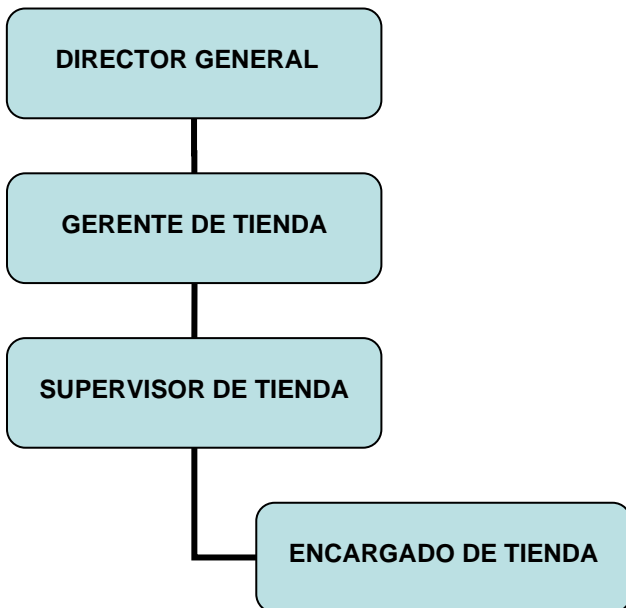 DIRECTOR GENERAL
GERENTE DE TIENDA
SUPERVISOR DE TIENDA
ENCARGADO DE TIENDA